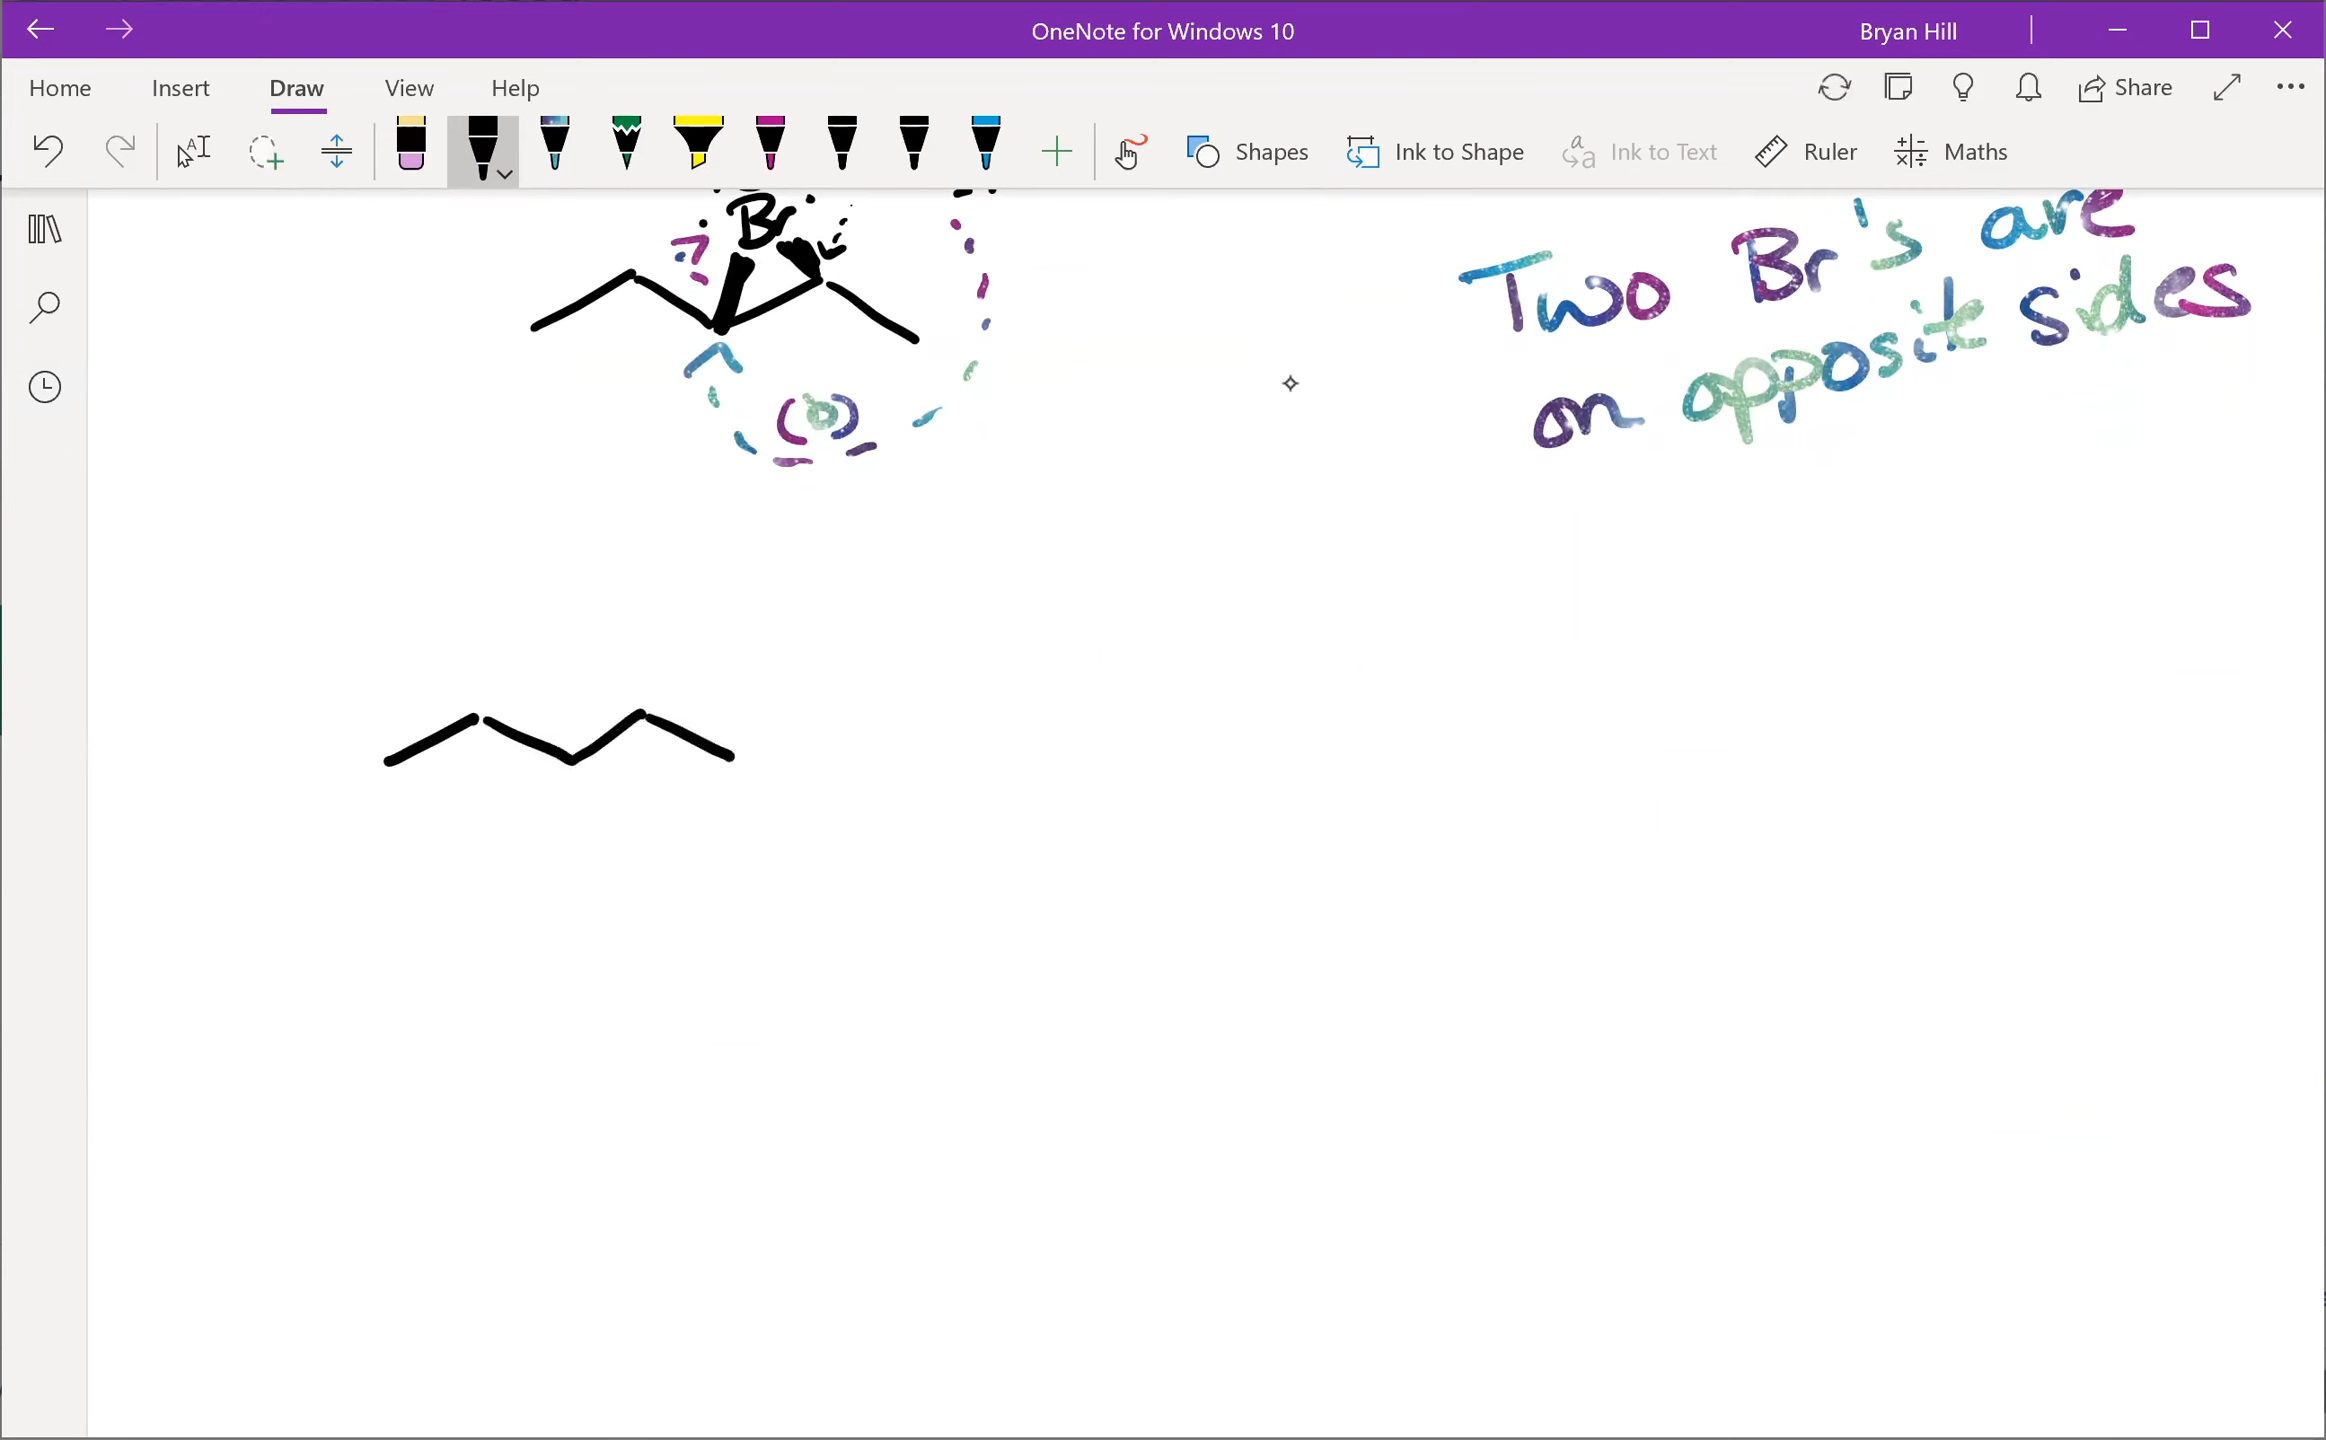 OneNote for Windows 10
Bryan Hill
Home Insert Draw View Help
Share
Shapes Ink to Shape Ink to Text Ruler Maths
Br
Two Br's are
on opposit sides
(b)